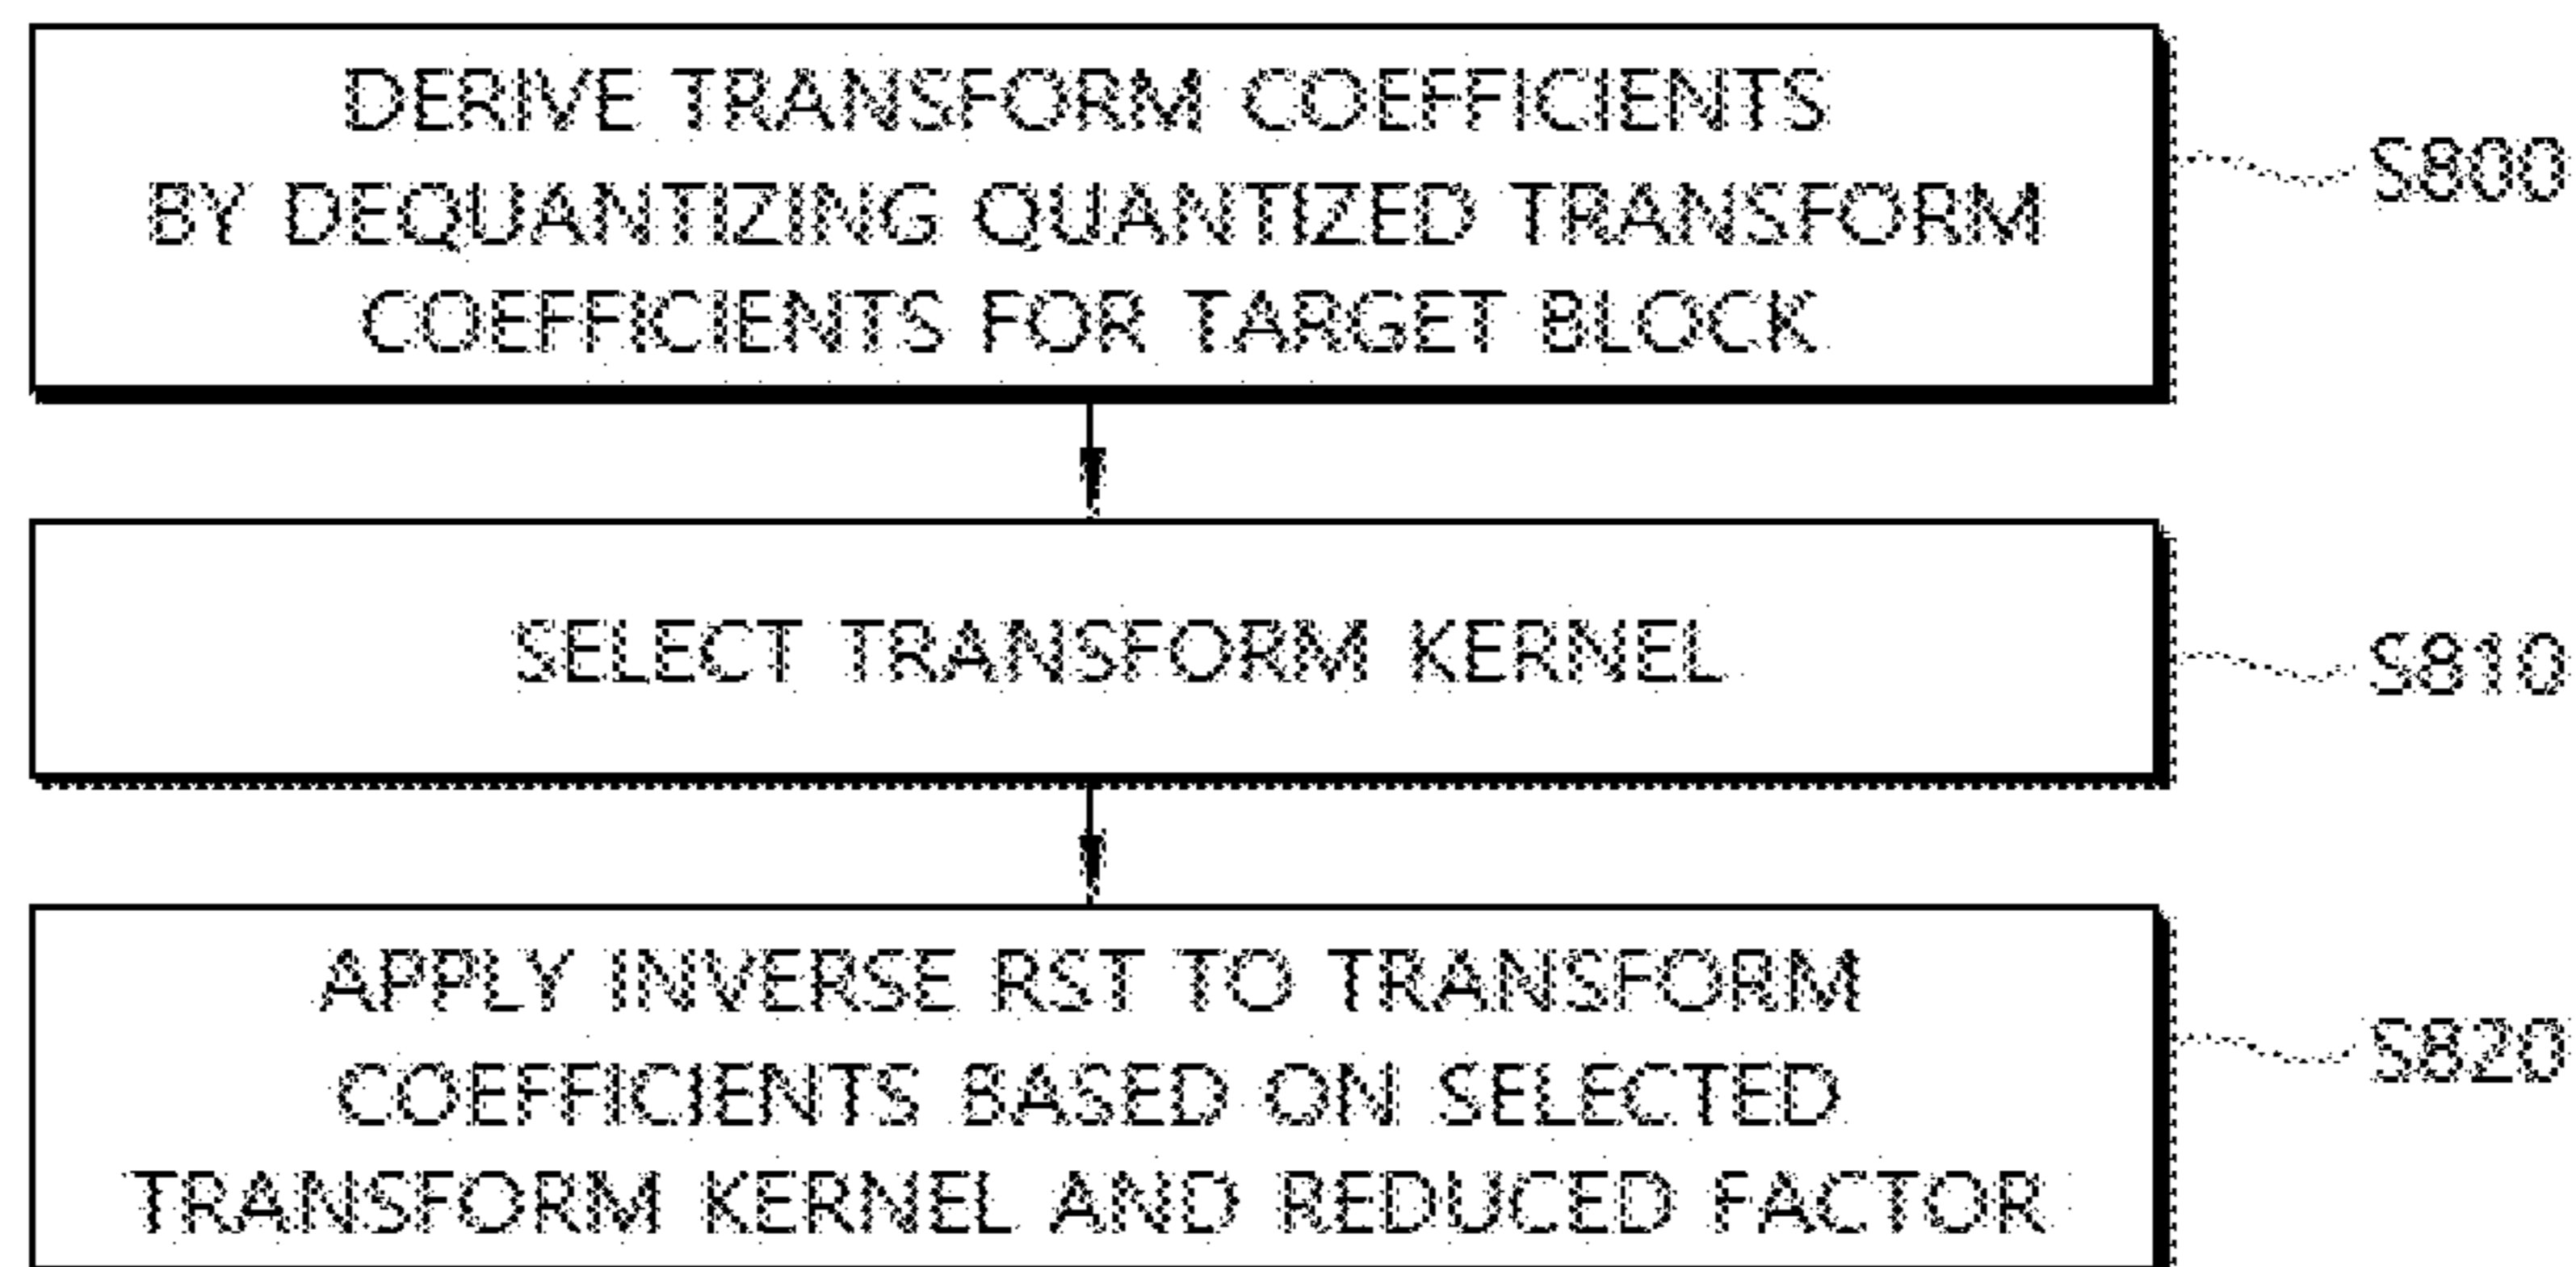 DERIVE TRANSFORM COEFFICIENTS
BY DEQUANTIZING QUANTIZED TRANSFORM
COEFFICIENTS FOR TARGET BLOCK
S800
SELECT TRANSFORM KERNEL
S810
APPLY INVERSE RST TO TRANSFORM
COEFFICIENTS BASED ON SELECTED
TRANSFORM KERNEL AND REDUCED FACTOR
S820